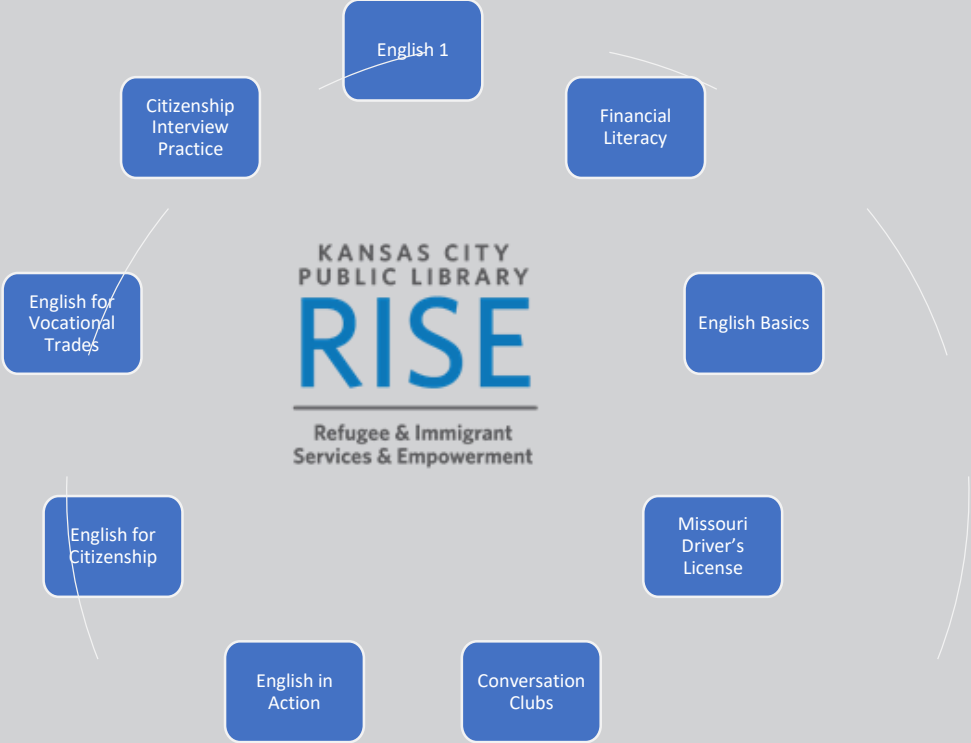 English 1
Citizenship
Interview
Practice
Financial
Literacy
KANSAS CITY
PUBLIC LIBRARY
RISE
Refugee & Immigrant
Services & Empowerment
English for
Vocational
Trades
English Basics
English for
Citizenship
Missouri
Driver’s
License
English in
Action
Conversation
Clubs